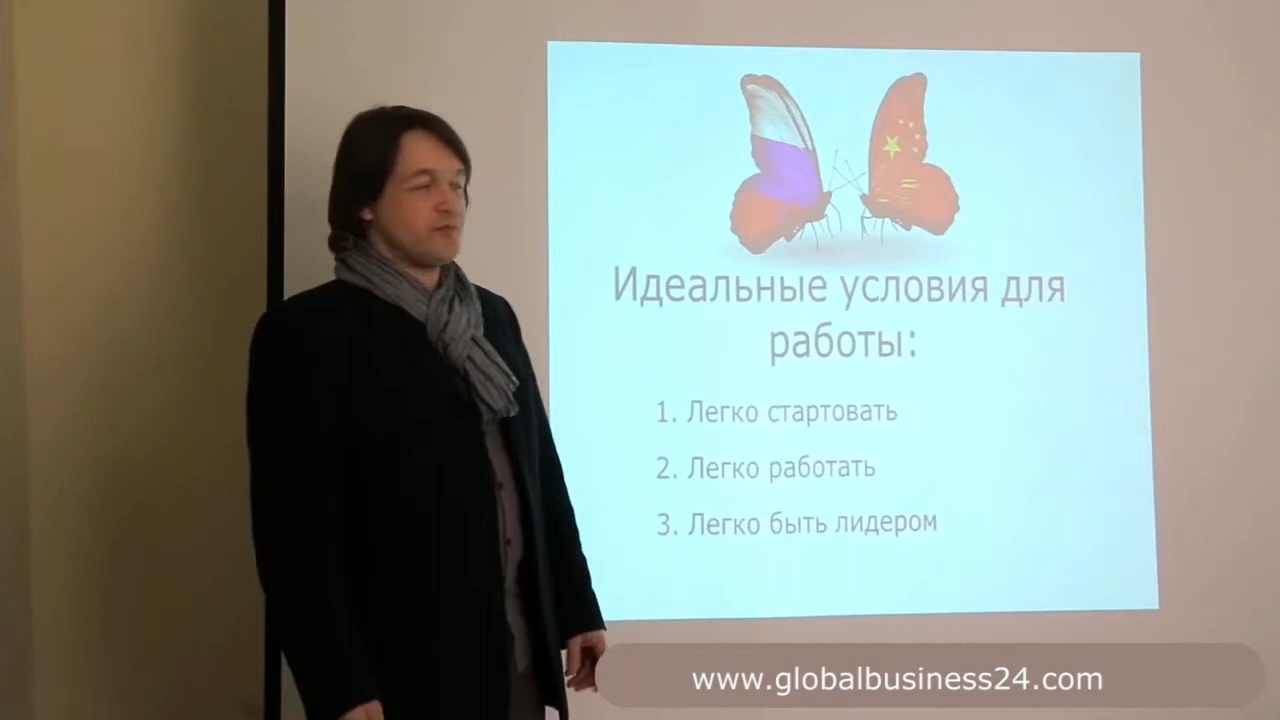 Идеальные условия для
работы:
1. Легко стартовать
2. Легко работать
3. Легко быть лидером
www.globalbusiness24.com